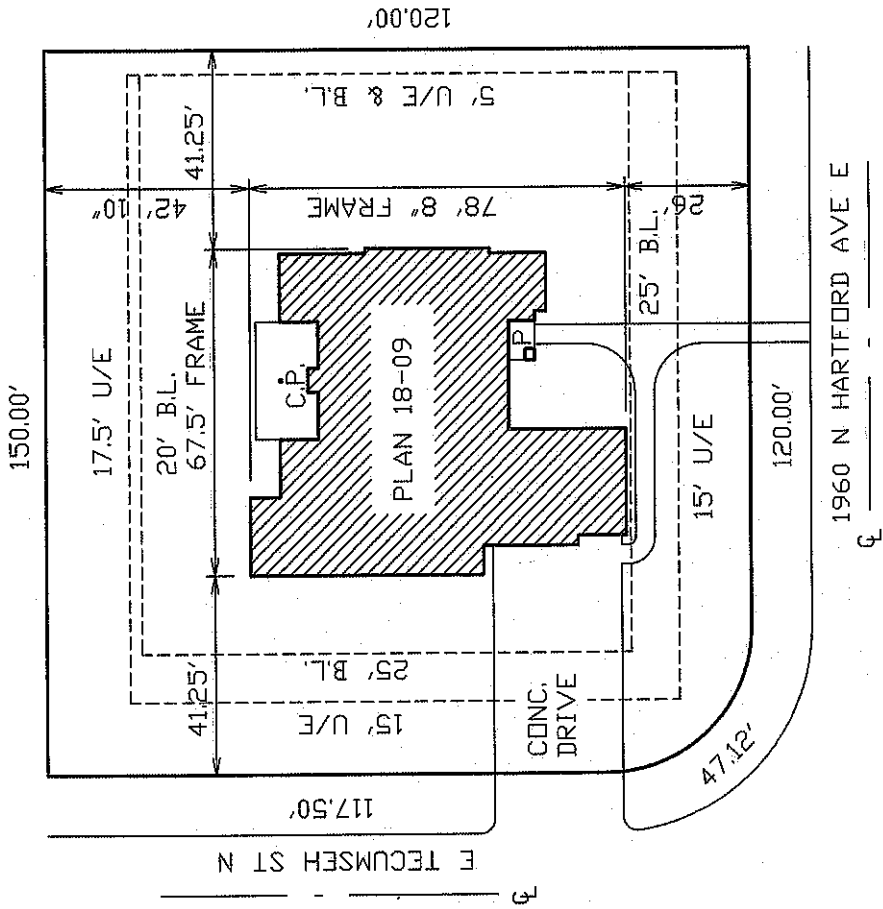 150.00'
120.00'
17.5' U/E
20' B.L.
67.5' FRAME
41.25'
42' 10"
5' U/E & B.L.
78' 8" FRAME
C.P.
PLAN 18-09
P
26'
25' B.L.
41.25'
25' B.L.
15' U/E
CONC.
DRIVE
15' U/E
117.50'
47.12'
120.00'
E TECUMSEH ST N
1960 N HARTFORD AVE E
CL
CL